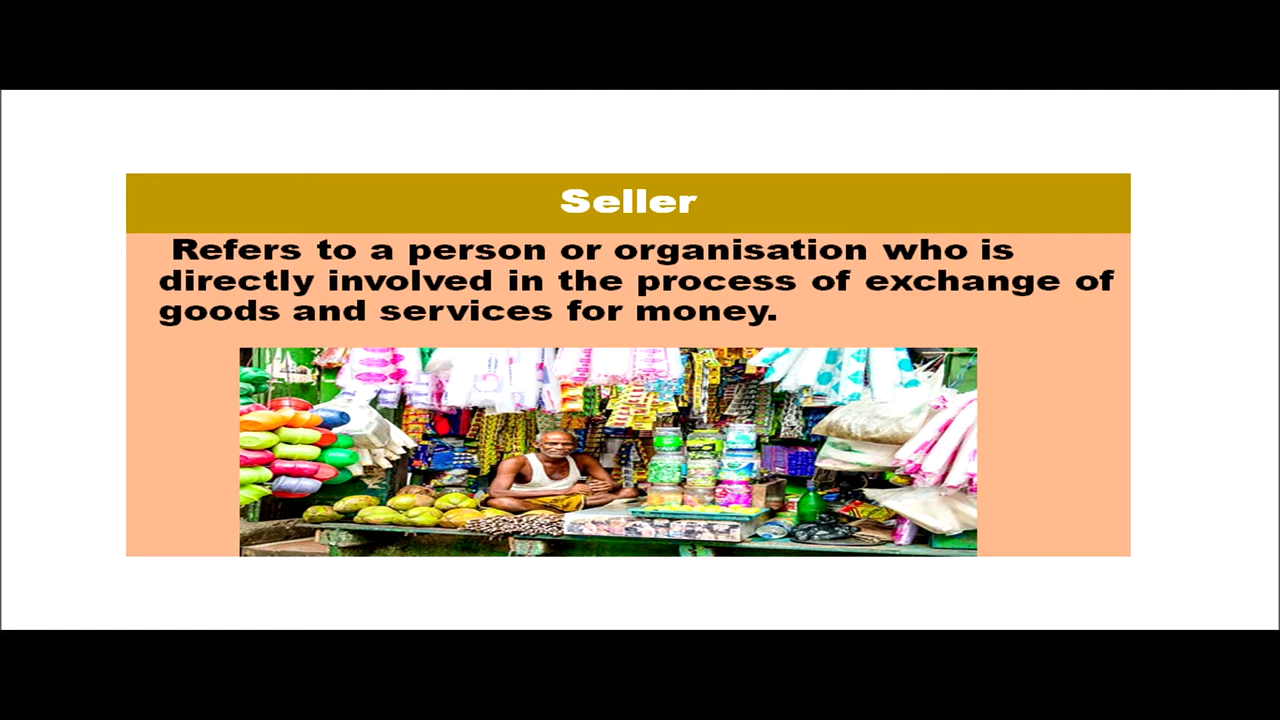 Seller
Refers to a person or organisation who is
directly involved in the process of exchange of
goods and services for money.